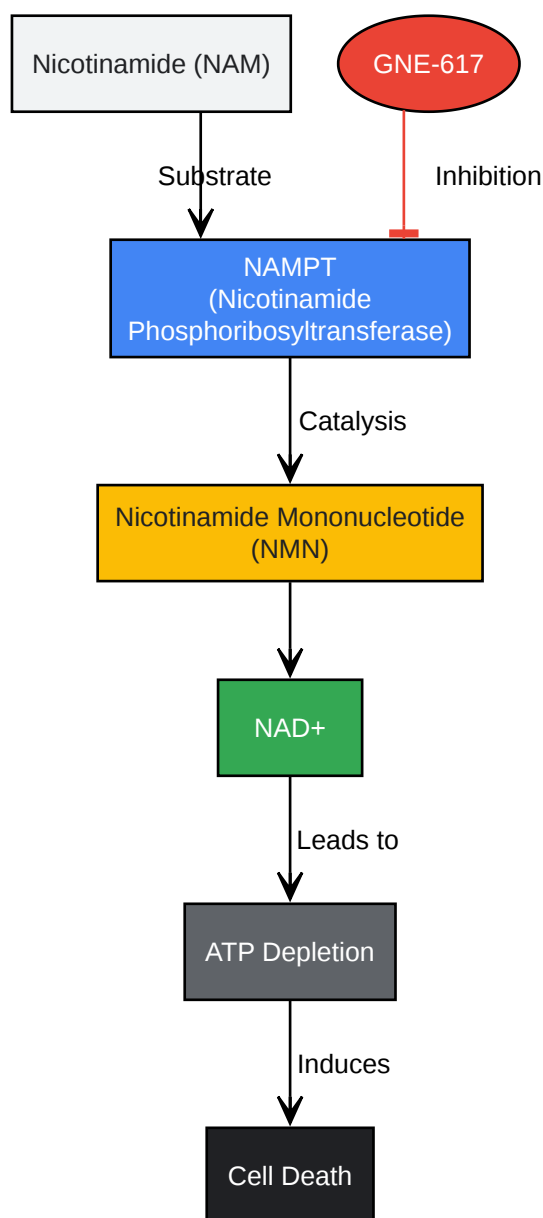 Nicotinamide (NAM)
GNE-617
Substrate
Inhibition
NAMPT
(Nicotinamide
Phosphoribosyltransferase)
Catalysis
Nicotinamide Mononucleotide
(NMN)
NAD+
Leads to
ATP Depletion
Induces
Cell Death